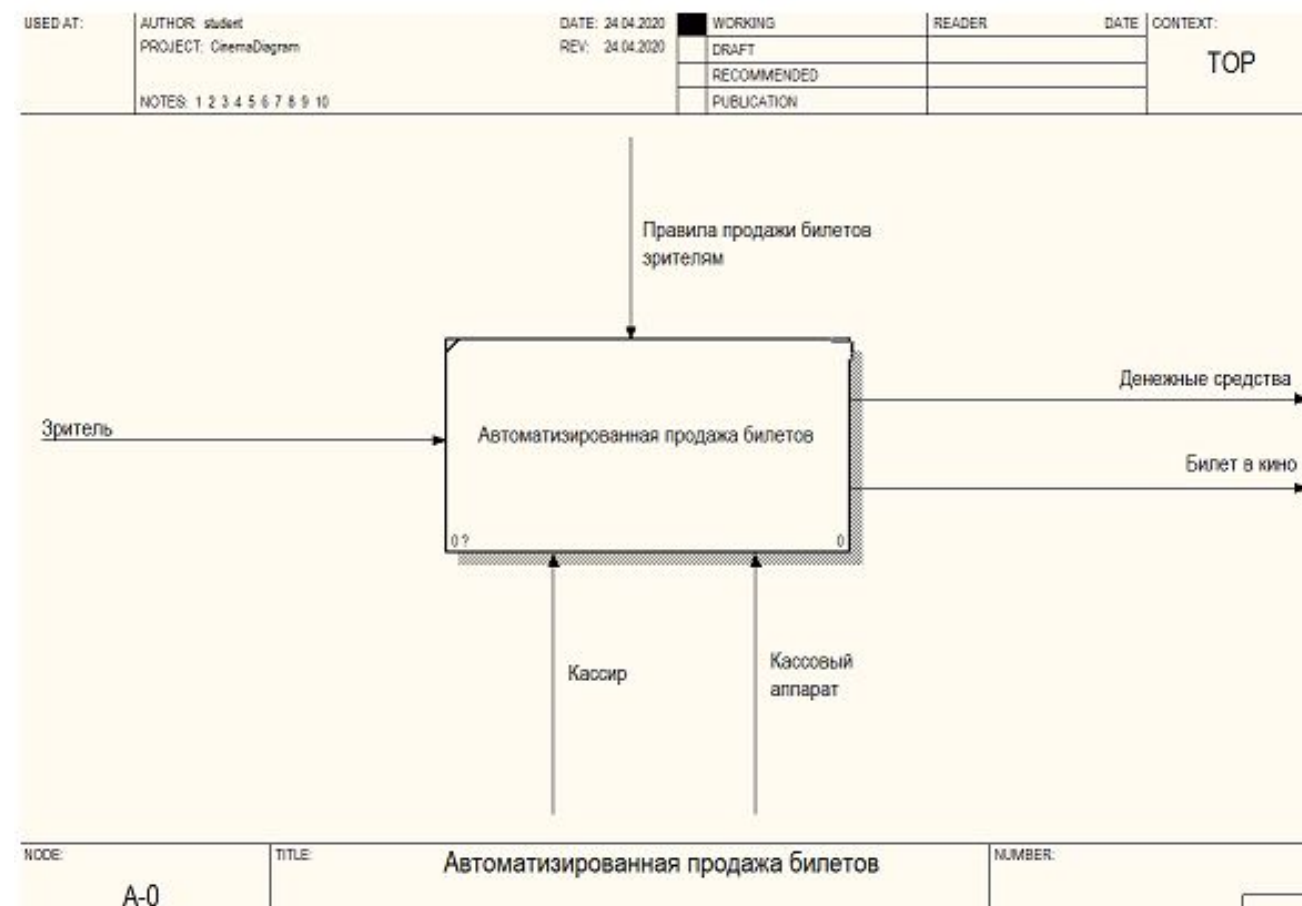 USED AT:
AUTHOR: student
DATE: 24.04.2020
WORKING
READER
DATE
CONTEXT:
PROJECT: CinemaDiagram
REV: 24.04.2020
DRAFT
TOP
RECOMMENDED
NOTES: 1 2 3 4 5 6 7 8 9 10
PUBLICATION
Правила продажи билетов
зрителям
Денежные средства
Зритель
Автоматизированная продажа билетов
Билет в кино
0 ?
0
Кассир
Кассовый
аппарат
NODE:
TITLE:
Автоматизированная продажа билетов
NUMBER:
A-0